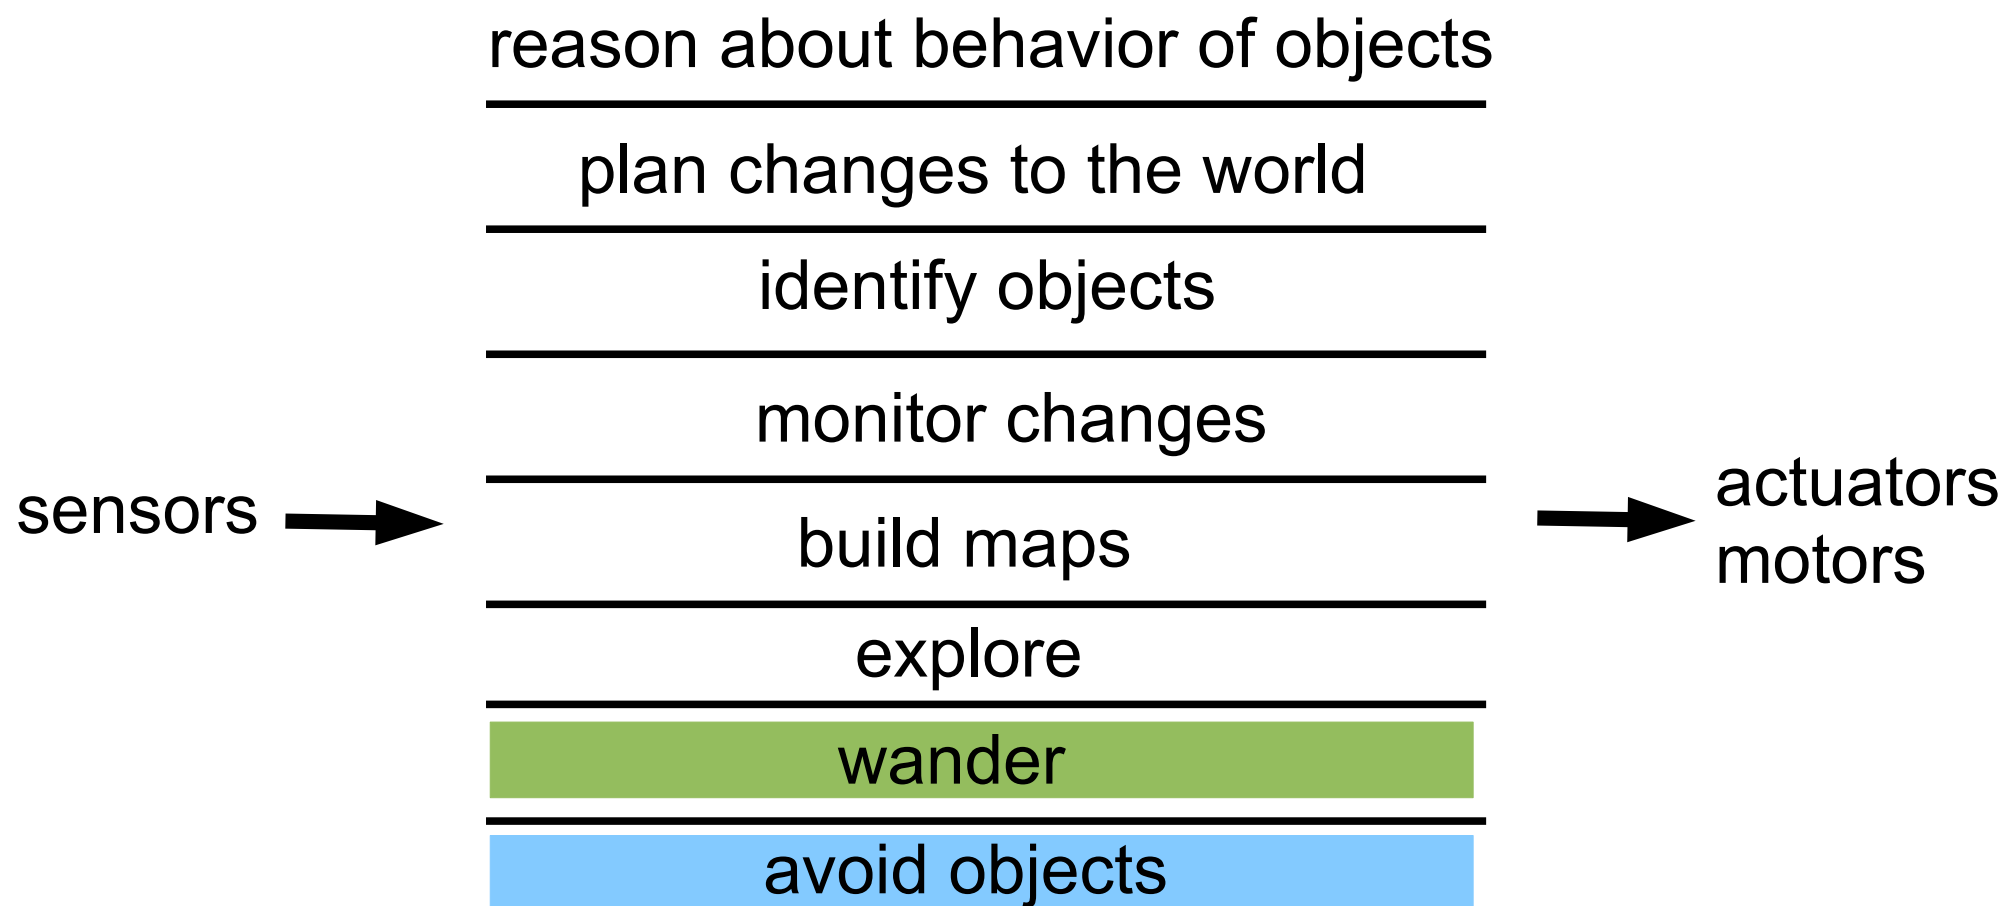 reason about behavior of objects
plan changes to the world
identify objects
monitor changes
sensors
build maps
actuators
motors
explore
wander
avoid objects